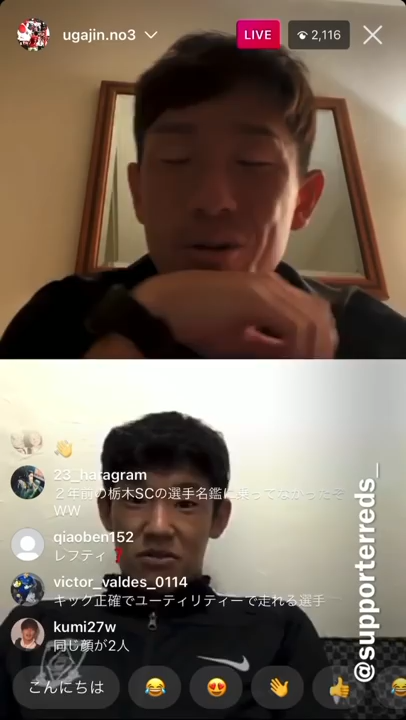 ugajin.no3
LIVE
2,116
23_haragram
２年前の栃木SCの選手名鑑に乗ってなかったぞ
WW
qiaoben152
レフティ❗
victor_valdes_0114
キック正確でユーティリティーで走れる選手
kumi27w
同じ顔が2人
こんにちは
@supporterreds_